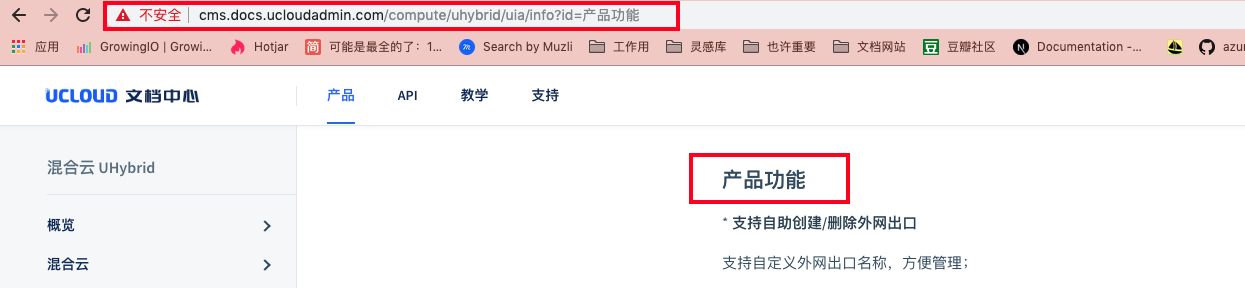 不安全 cms.docs.ucloudadmin.com/compute/uhybrid/uia/info?id=产品功能
应用 GrowingIO | Growi... Hotjar 简 可能是最全的了：1... Search by Muzli 工作用 灵感库 也许重要 文档网站 豆 豆瓣社区 N Documentation -... azur
UCLOUD 文档中心 产品 API 教学 支持
混合云 UHybrid
产品功能
概览
* 支持自助创建/删除外网出口
混合云
支持自定义外网出口名称，方便管理；